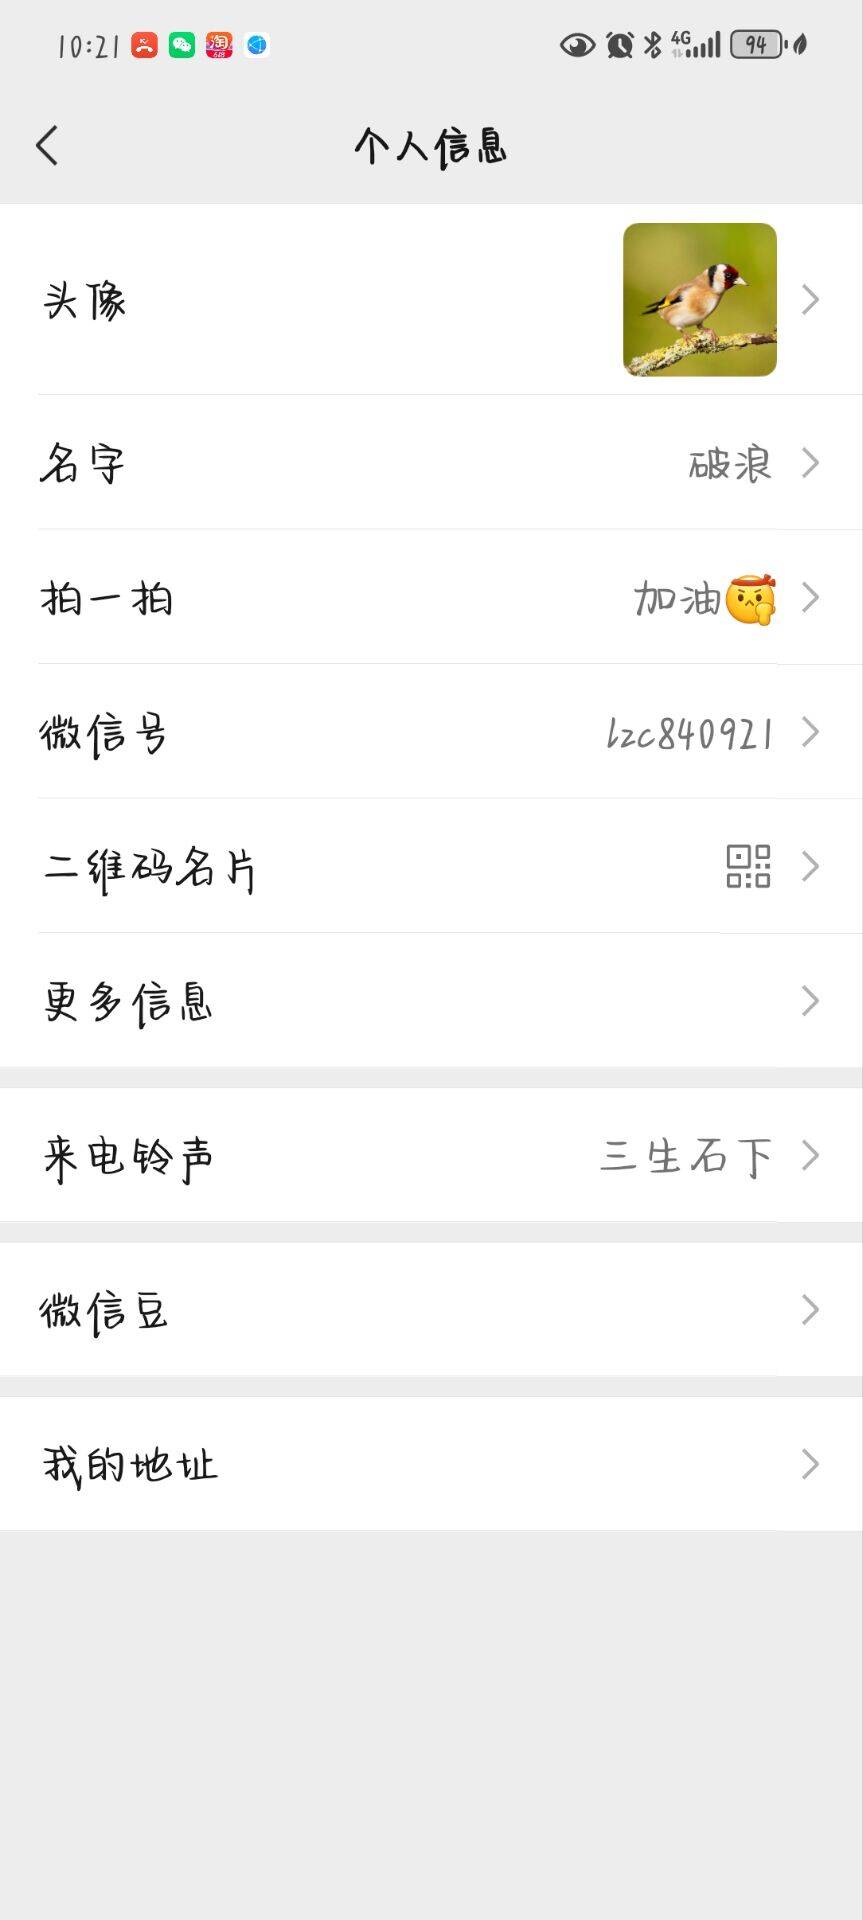 10:21 淘 618 4G 94
个人信息
头像
名字 破浪
拍一拍 加油
微信号 lzc840921
二维码名片
更多信息
来电铃声 三生石下
微信豆
我的地址